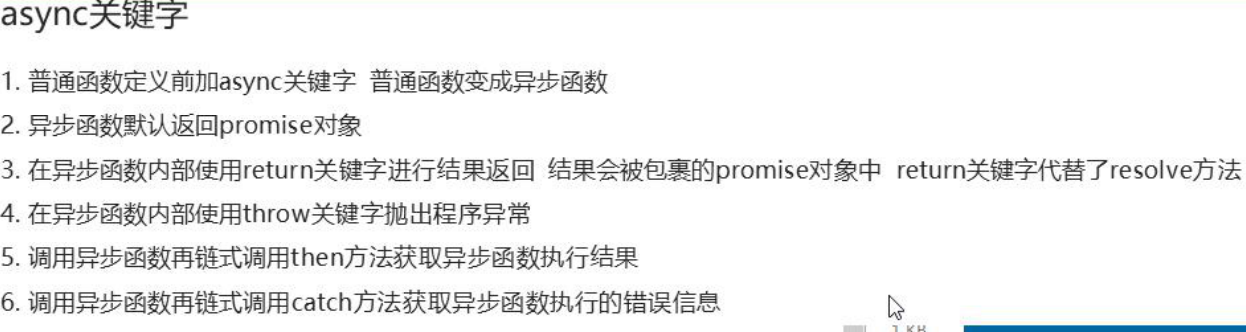 async关键字
1. 普通函数定义前加async关键字 普通函数变成异步函数
2. 异步函数默认返回promise对象
3. 在异步函数内部使用return关键字进行结果返回 结果会被包裹的promise对象中 return关键字代替了resolve方法
4. 在异步函数内部使用throw关键字抛出程序异常
5. 调用异步函数再链式调用then方法获取异步函数执行结果
6. 调用异步函数再链式调用catch方法获取异步函数执行的错误信息
1 KB